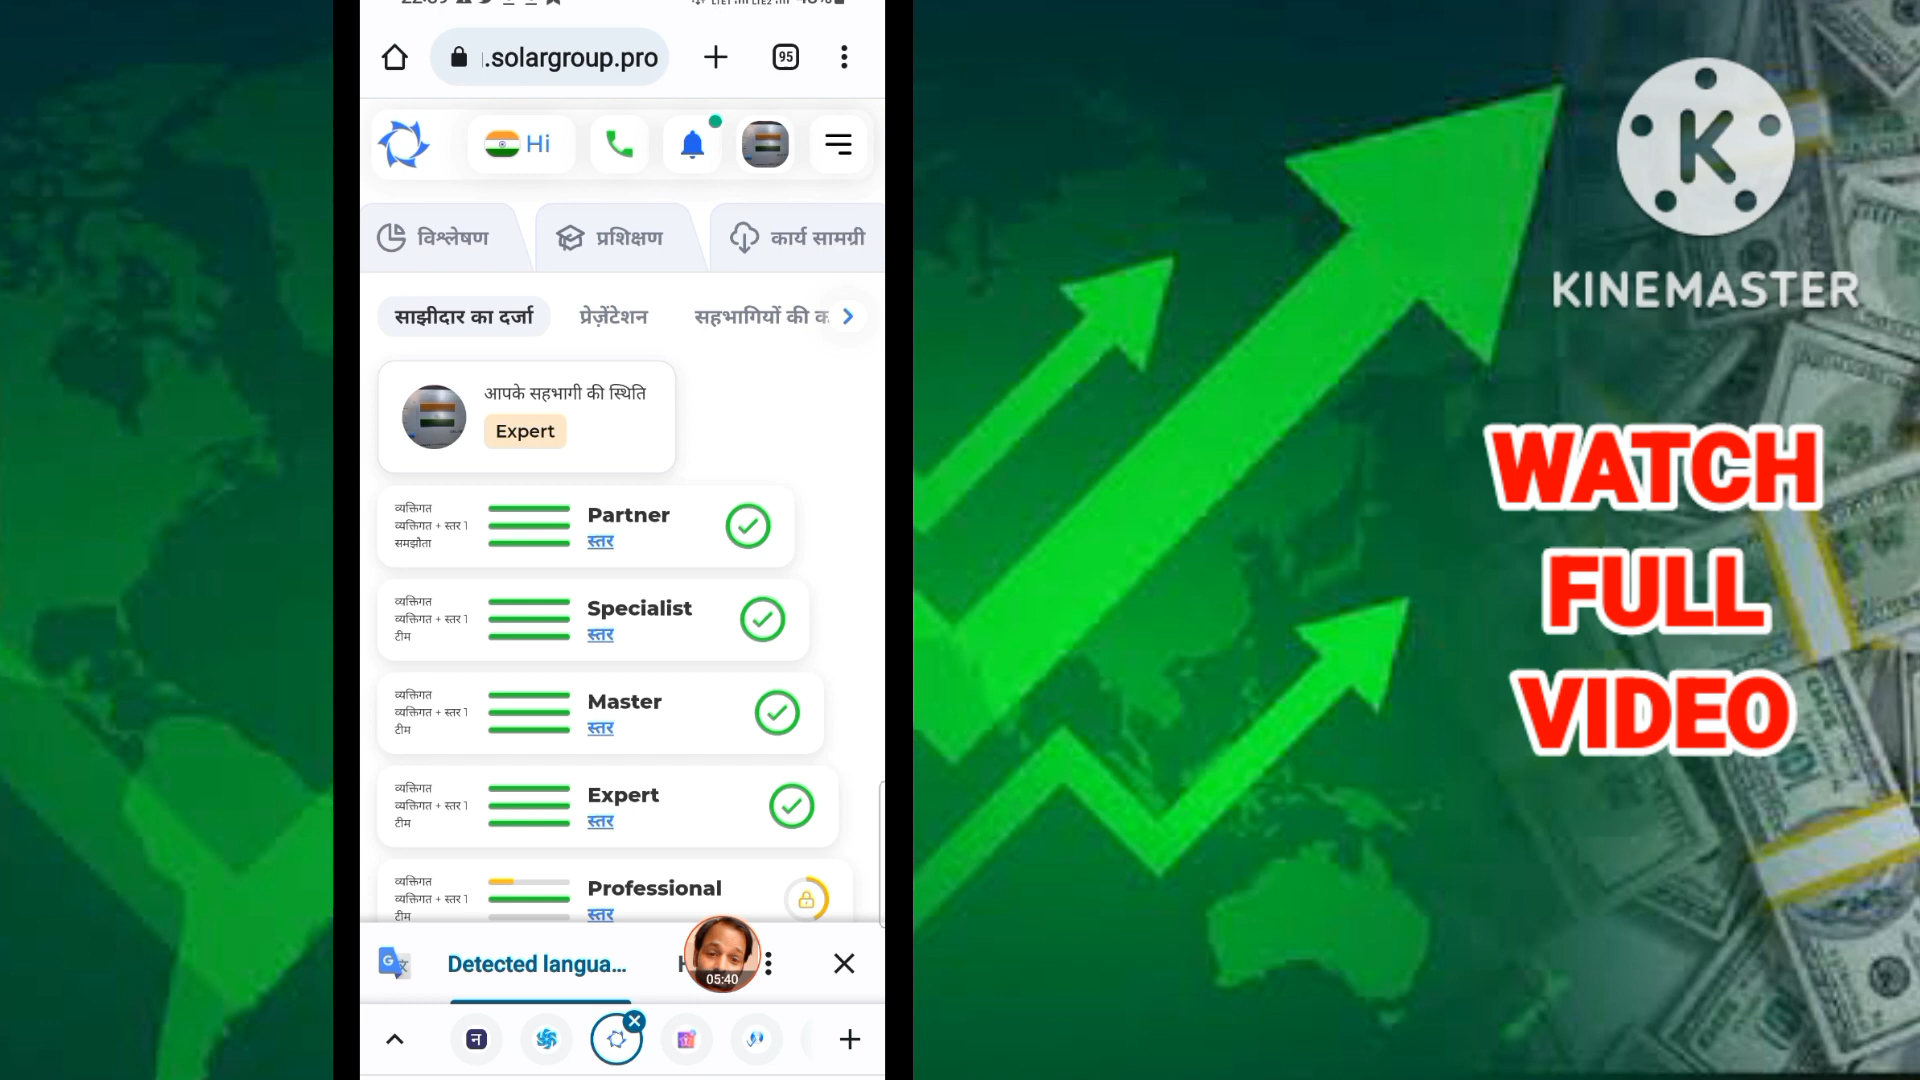 .solargroup.pro
95
Hi
विश्लेषण
प्रशिक्षण
कार्य सामग्री
साझीदार का दर्जा
प्रेज़ेंटेशन
सहभागियों की
आपके सहभागी की स्थिति
Expert
व्यक्तिगत
व्यक्तिगत + स्तर 1
समझौता
Partner
स्तर
व्यक्तिगत
व्यक्तिगत + स्तर 1
टीम
Specialist
स्तर
व्यक्तिगत
व्यक्तिगत + स्तर 1
टीम
Master
स्तर
व्यक्तिगत
व्यक्तिगत + स्तर 1
टीम
Expert
स्तर
व्यक्तिगत
व्यक्तिगत + स्तर 1
टीम
Professional
स्तर
Detected langua...
05:40
न
K
KINEMASTER
WATCH
FULL
VIDEO